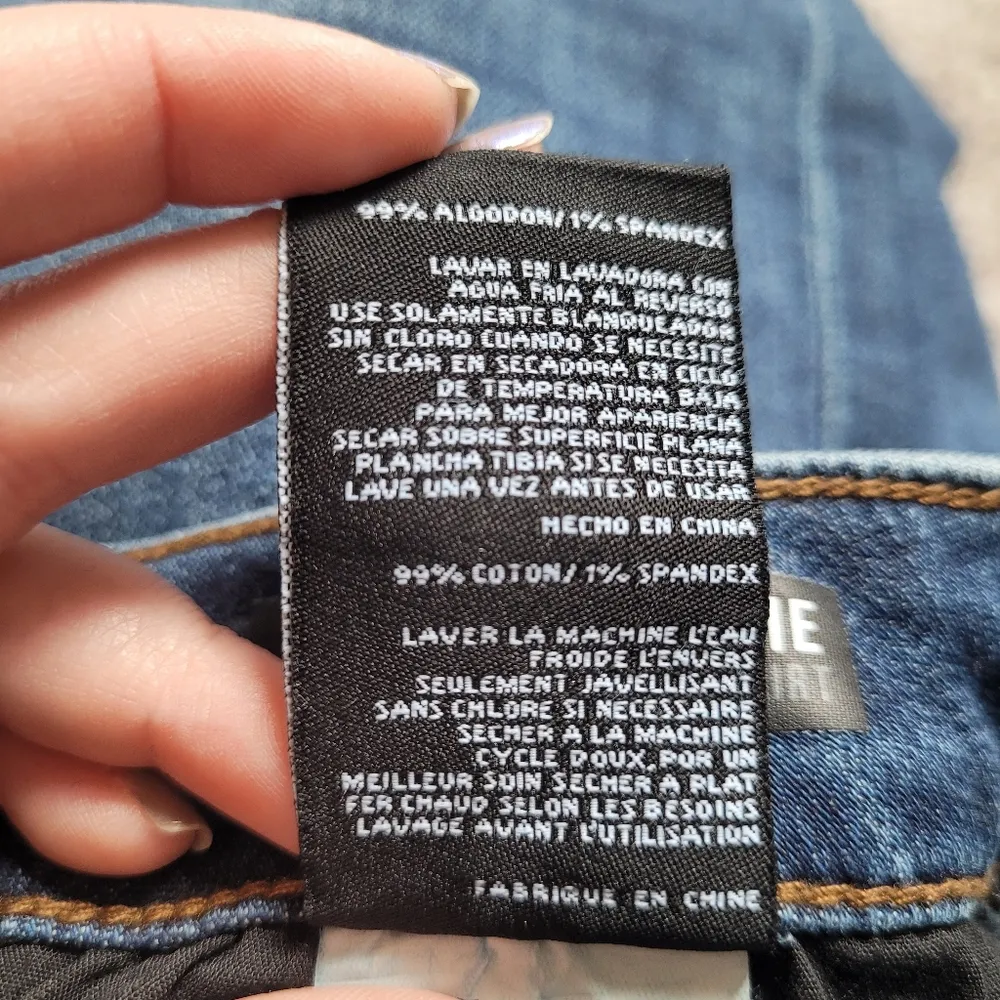 99% ALGODON/1% SPANDEX
LAVAR EN LAVADORA CON
AGUA FRIA AL REVERSO
USE SOLAMENTE BLANQUEADOR
SIN CLORO CUANDO SE NECESITE
SECAR EN SECADORA EN CICLO
DE TEMPERATURA BAJA
PARA MEJOR APARIENCIA
SECAR SOBRE SUPERFICIE PLANA
PLANCHA TIBIA SI SE NECESITA
LAVE UNA VEZ ANTES DE USAR
HECHO EN CHINA
99% COTON/1% SPANDEX
LAVER LA MACHINE L'EAU
FROIDE L'ENVERS
SEULEMENT JAVELLISANT
SANS CHLORE SI NECESSAIRE
SECHER A LA MACHINE
CYCLE DOUX, POR UN
MEILLEUR SOIN SECHER A PLAT
FER CHAUD SELON LES BESOINS
LAVAGE AVANT L'UTILISATION
FABRIQUE EN CHINE
IE